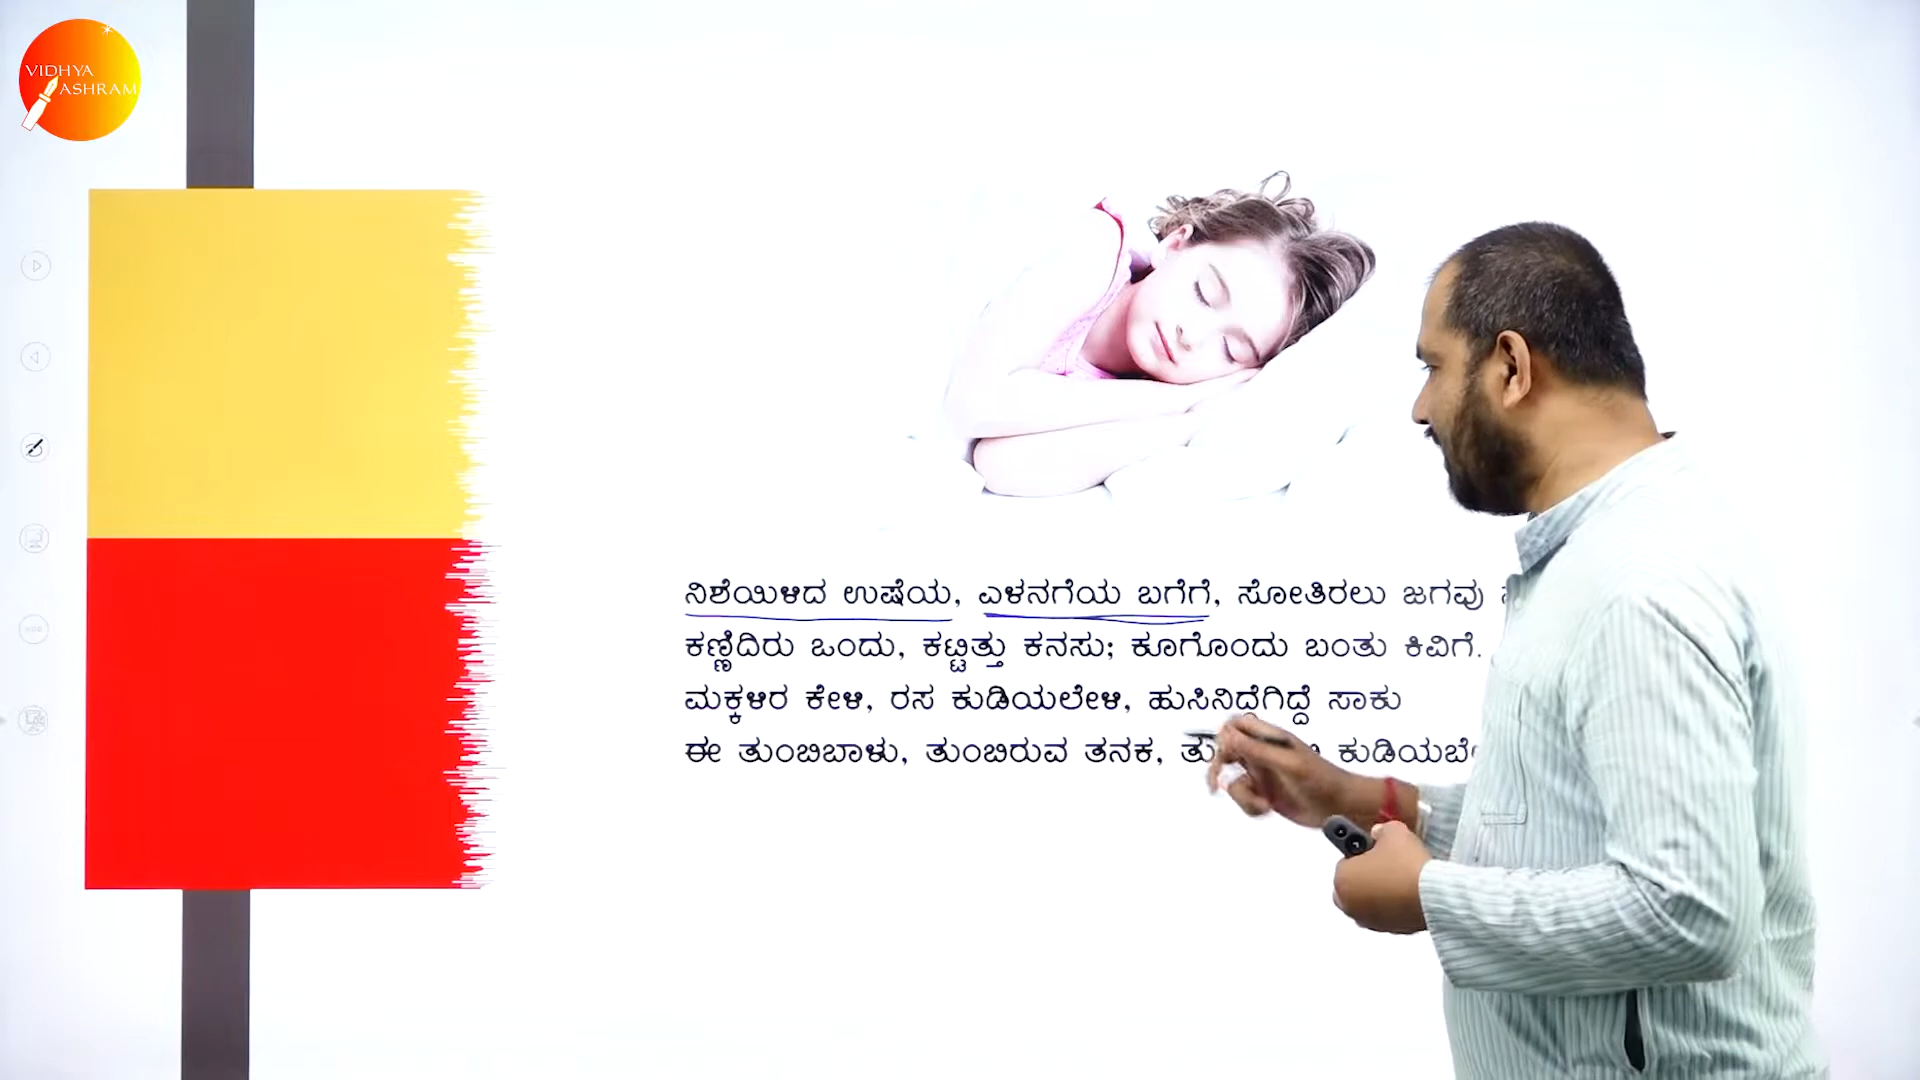 VIDHYA
ASHRAM
ನಿಶೆಯಿಳಿದ ಉಷೆಯ, ಎಳನಗೆಯ ಬಗೆಗೆ, ಸೋತಿರಲು ಜಗವು
ಕಣ್ಣಿದಿರು ಒಂದು, ಕಟ್ಟಿತ್ತು ಕನಸು; ಕೂಗೊಂದು ಬಂತು ಕಿವಿಗೆ.
ಮಕ್ಕಳಿರ ಕೇಳಿ, ರಸ ಕುಡಿಯಲೇಳಿ, ಹುಸಿನಿದ್ದೆಗಿದ್ದೆ ಸಾಕು
ಈ ತುಂಬಿಬಾಳು, ತುಂಬಿರುವ ತನಕ,